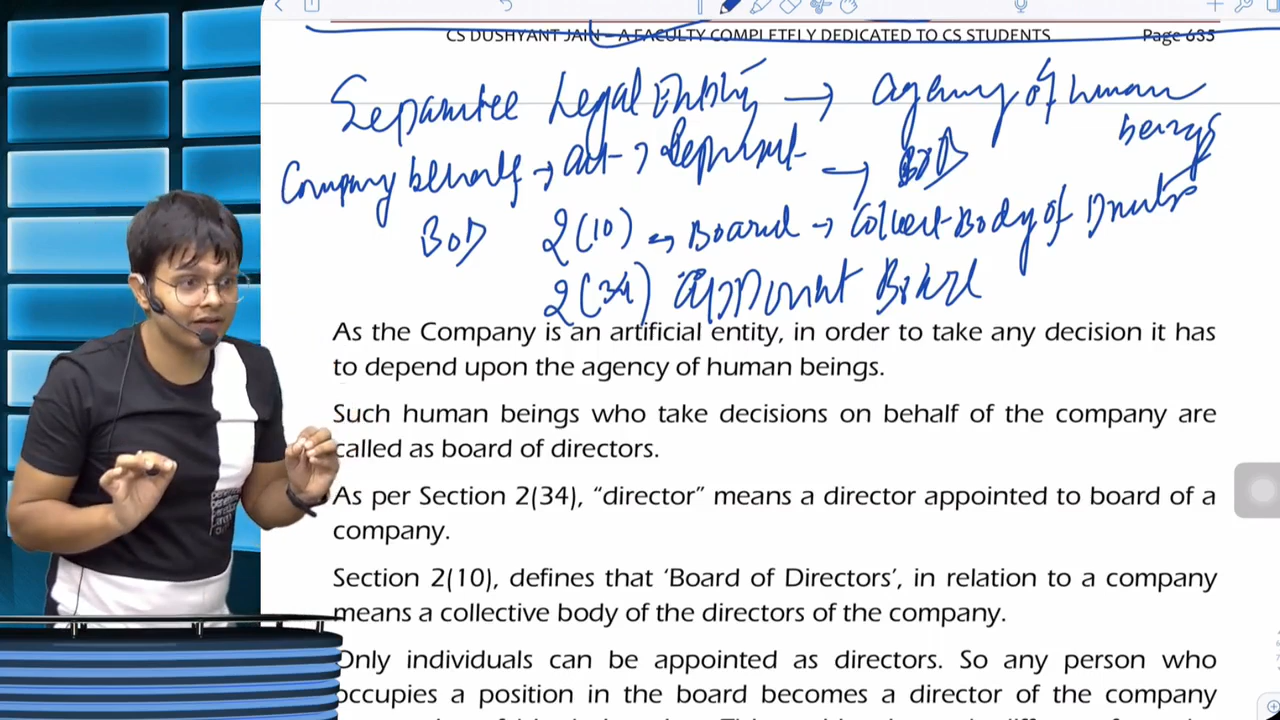 CS DUSHYANT JAIN – A FACULTY COMPLETELY DEDICATED TO CS STUDENTS Page 635
Separate Legal Entity → agency of human beings
Company behalf → act → Represent → BOD
BOD 2(10) → Board → Collect Body of
2(34) appoint Board
As the Company is an artificial entity, in order to take any decision it has
to depend upon the agency of human beings.
Such human beings who take decisions on behalf of the company are
called as board of directors.
As per Section 2(34), “director” means a director appointed to board of a
company.
Section 2(10), defines that ‘Board of Directors’, in relation to a company
means a collective body of the directors of the company.
Only individuals can be appointed as directors. So any person who
occupies a position in the board becomes a director of the company